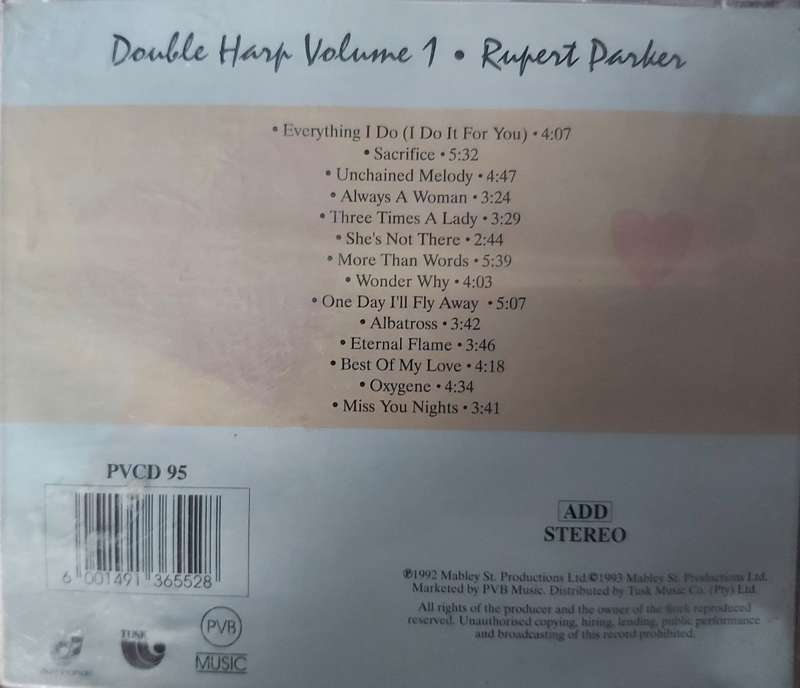 Double Harp Volume 1 • Rupert Parker
• Everything I Do (I Do It For You) • 4:07
• Sacrifice • 5:32
• Unchained Melody • 4:47
• Always A Woman • 3:24
• Three Times A Lady • 3:29
• She's Not There • 2:44
• More Than Words • 5:39
• Wonder Why • 4:03
• One Day I'll Fly Away • 5:07
• Albatross • 3:42
• Eternal Flame • 3:46
• Best Of My Love • 4:18
• Oxygene • 4:34
• Miss You Nights • 3:41
PVCD 95
6 001491 365528
TUSK
PVB
MUSIC
ADD
STEREO
℗1992 Mabley St. Productions Ltd.©1993 Mabley St. Productions Ltd.
Marketed by PVB Music. Distributed by Tusk Music Co. (Pty) Ltd.
All rights of the producer and the owner of the work reproduced
reserved. Unauthorised copying, hiring, lending, public performance
and broadcasting of this record prohibited.